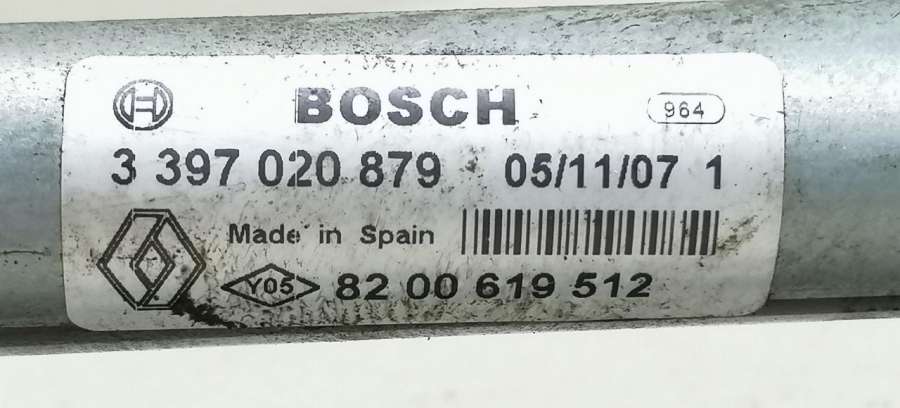 BOSCH 964
3 397 020 879 05/11/07 1
Made in Spain
Y05 82 00 619 512